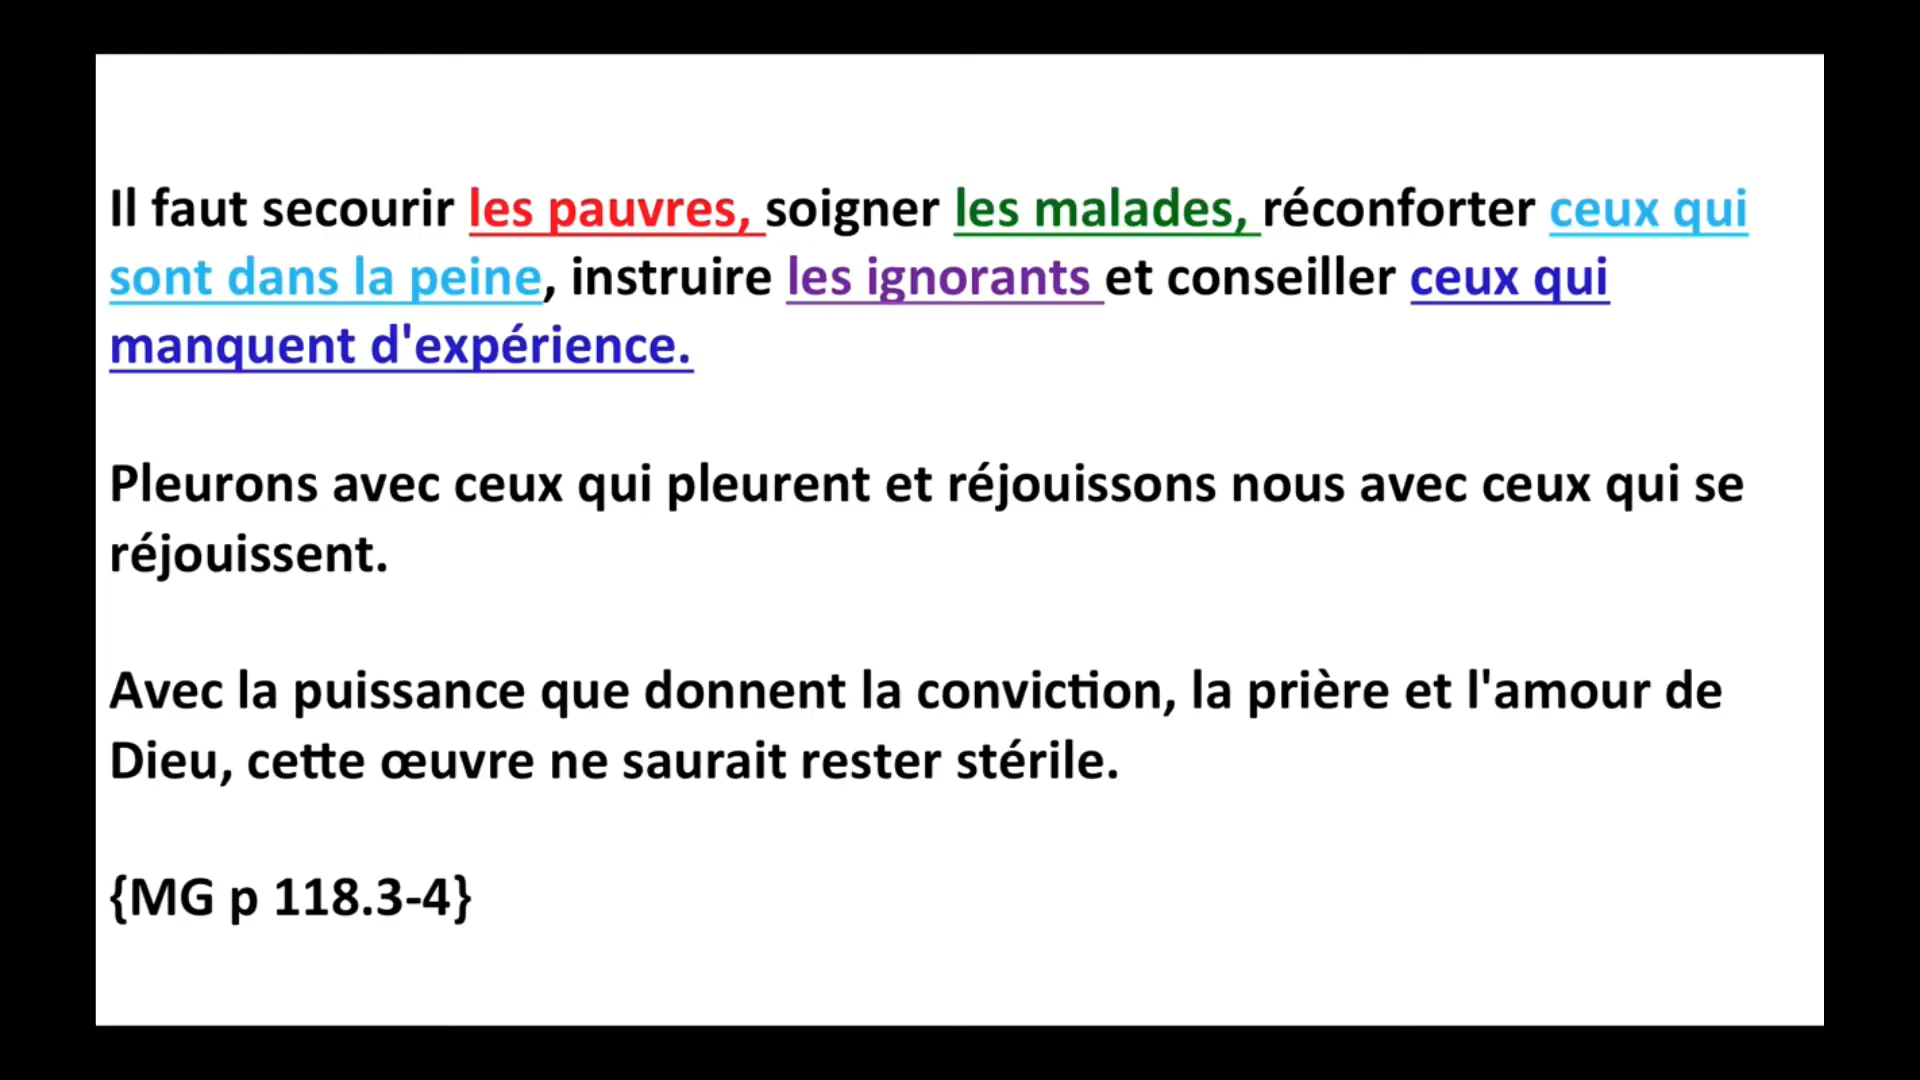 Il faut secourir les pauvres, soigner les malades, réconforter ceux qui
sont dans la peine, instruire les ignorants et conseiller ceux qui
manquent d'expérience.
Pleurons avec ceux qui pleurent et réjouissons nous avec ceux qui se
réjouissent.
Avec la puissance que donnent la conviction, la prière et l'amour de
Dieu, cette œuvre ne saurait rester stérile.
{MG p 118.3-4}